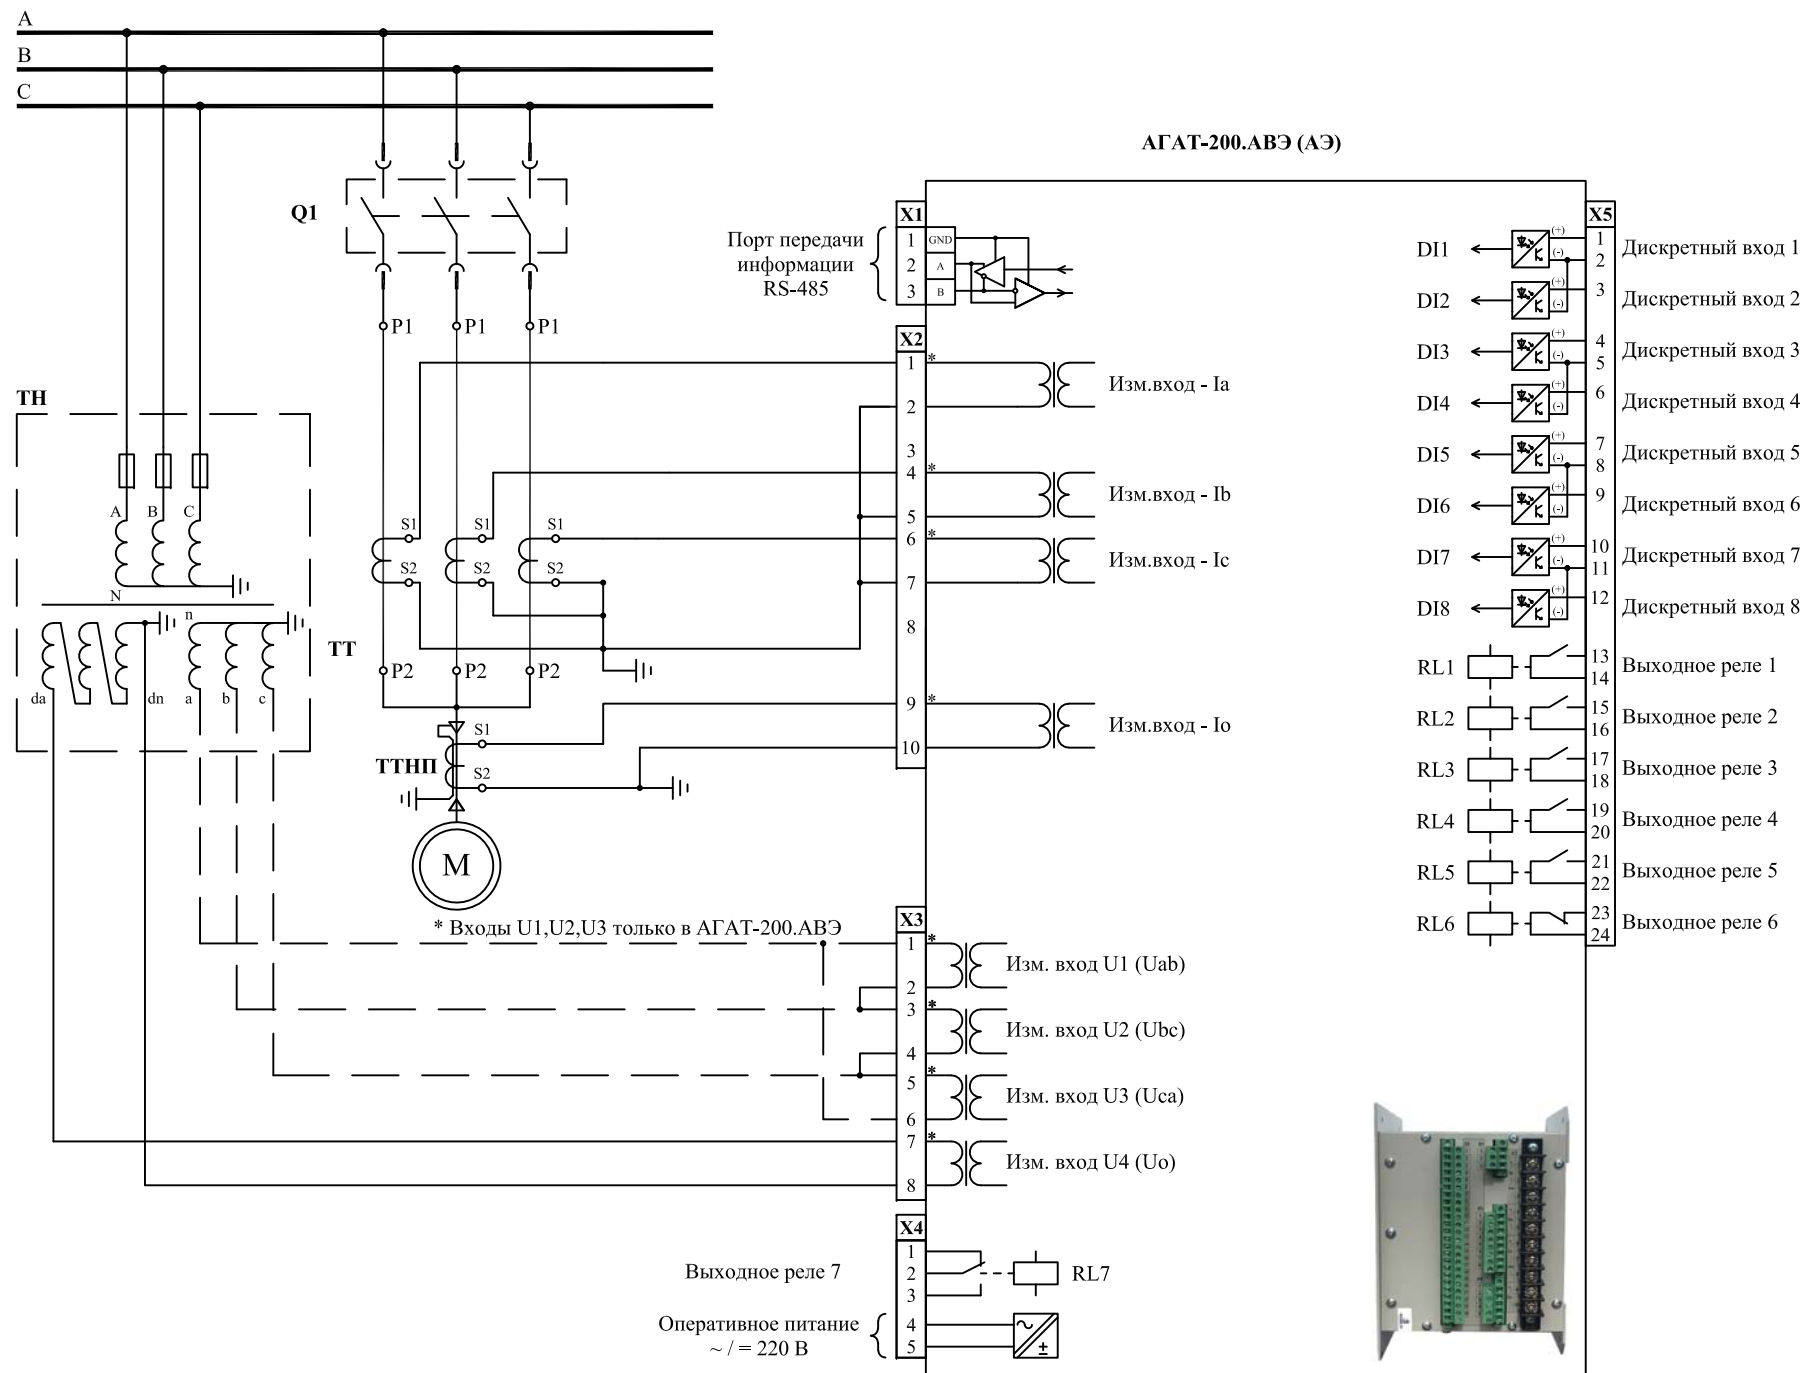 A
B
C
АГАТ-200.АВЭ (АЭ)
Q1
P1
P1
P1
ТН
A
B
C
N
n
da
dn
a
b
c
ТТ
S1
S1
S1
S2
S2
S2
P2
P2
P2
S1
ТТНП
S2
M
* Входы U1,U2,U3 только в АГАТ-200.АВЭ
Порт передачи
информации
RS-485
X1
1 GND
2 A
3 B
X2
1 *
2
3
4 *
5
6 *
7
8
9 *
10
Изм.вход - Ia
Изм.вход - Ib
Изм.вход - Ic
Изм.вход - Io
X3
1 *
2
3 *
4
5 *
6
7 *
8
Изм. вход U1 (Uab)
Изм. вход U2 (Ubc)
Изм. вход U3 (Uca)
Изм. вход U4 (Uo)
X4
1
2
3
4
5
Выходное реле 7
RL7
Оперативное питание
~ / = 220 В
~
±
X5
DI1 (+) 1 Дискретный вход 1
(-) 2
DI2 (+) 3 Дискретный вход 2
(-)
DI3 (+) 4 Дискретный вход 3
(-) 5
DI4 (+) 6 Дискретный вход 4
(-)
DI5 (+) 7 Дискретный вход 5
(-) 8
DI6 (+) 9 Дискретный вход 6
(-)
DI7 (+) 10 Дискретный вход 7
(-) 11
DI8 (+) 12 Дискретный вход 8
(-)
RL1 13 Выходное реле 1
14
RL2 15 Выходное реле 2
16
RL3 17 Выходное реле 3
18
RL4 19 Выходное реле 4
20
RL5 21 Выходное реле 5
22
RL6 23 Выходное реле 6
24